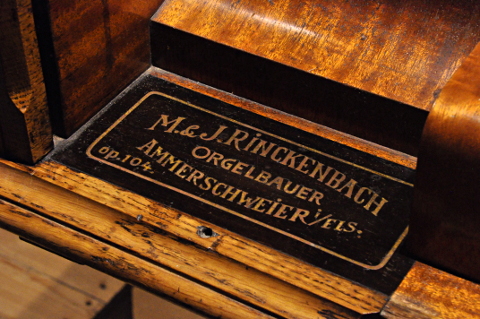 M. & J. RINCKENBACH
ORGELBAUER
AMMERSCHWEIER i/ELS.
Op. 104.